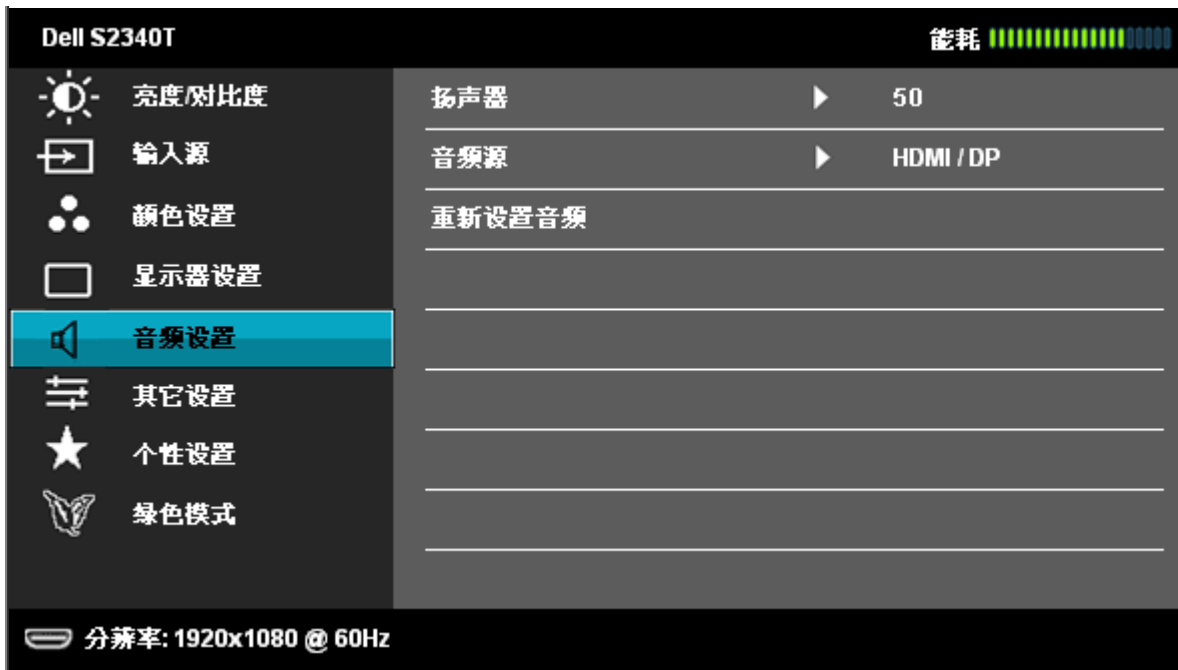 Dell S2340T 能耗
亮度/对比度 扬声器 50
输入源 音频源 HDMI / DP
颜色设置 重新设置音频
显示器设置
音频设置
其它设置
个性设置
绿色模式
分辨率: 1920x1080 @ 60Hz